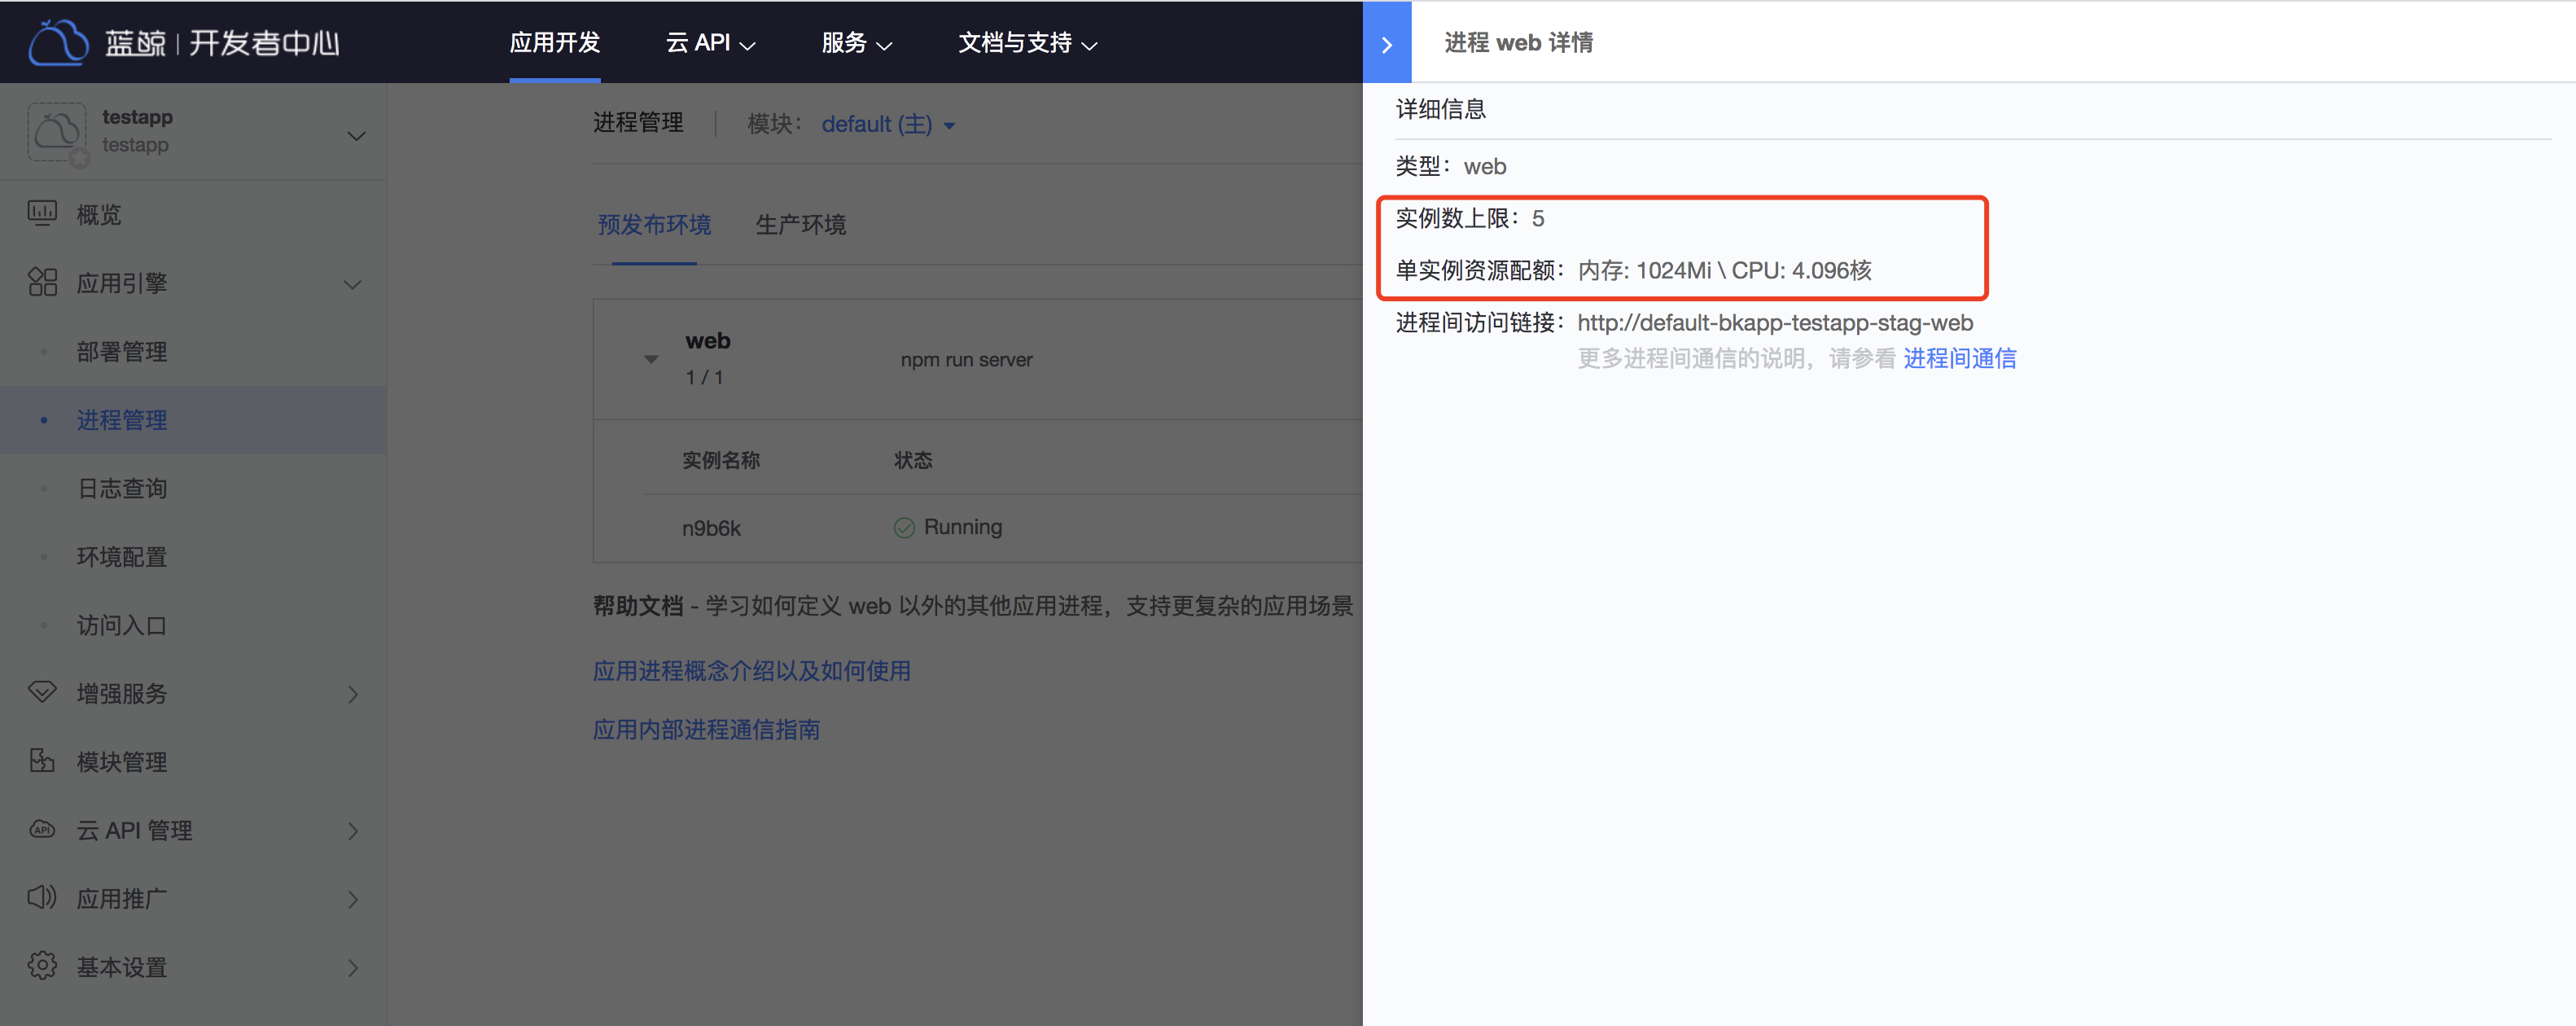 蓝鲸 | 开发者中心
应用开发
云 API
服务
文档与支持
进程 web 详情
testapp
testapp
概览
应用引擎
部署管理
进程管理
日志查询
环境配置
访问入口
增强服务
模块管理
API
云 API 管理
应用推广
基本设置
进程管理
模块： default (主)
预发布环境
生产环境
web
1 / 1
npm run server
实例名称
状态
n9b6k
Running
帮助文档 - 学习如何定义 web 以外的其他应用进程，支持更复杂的应用场景
应用进程概念介绍以及如何使用
应用内部进程通信指南
详细信息
类型： web
实例数上限： 5
单实例资源配额： 内存: 1024Mi \ CPU: 4.096核
进程间访问链接： http://default-bkapp-testapp-stag-web
更多进程间通信的说明，请参看 进程间通信